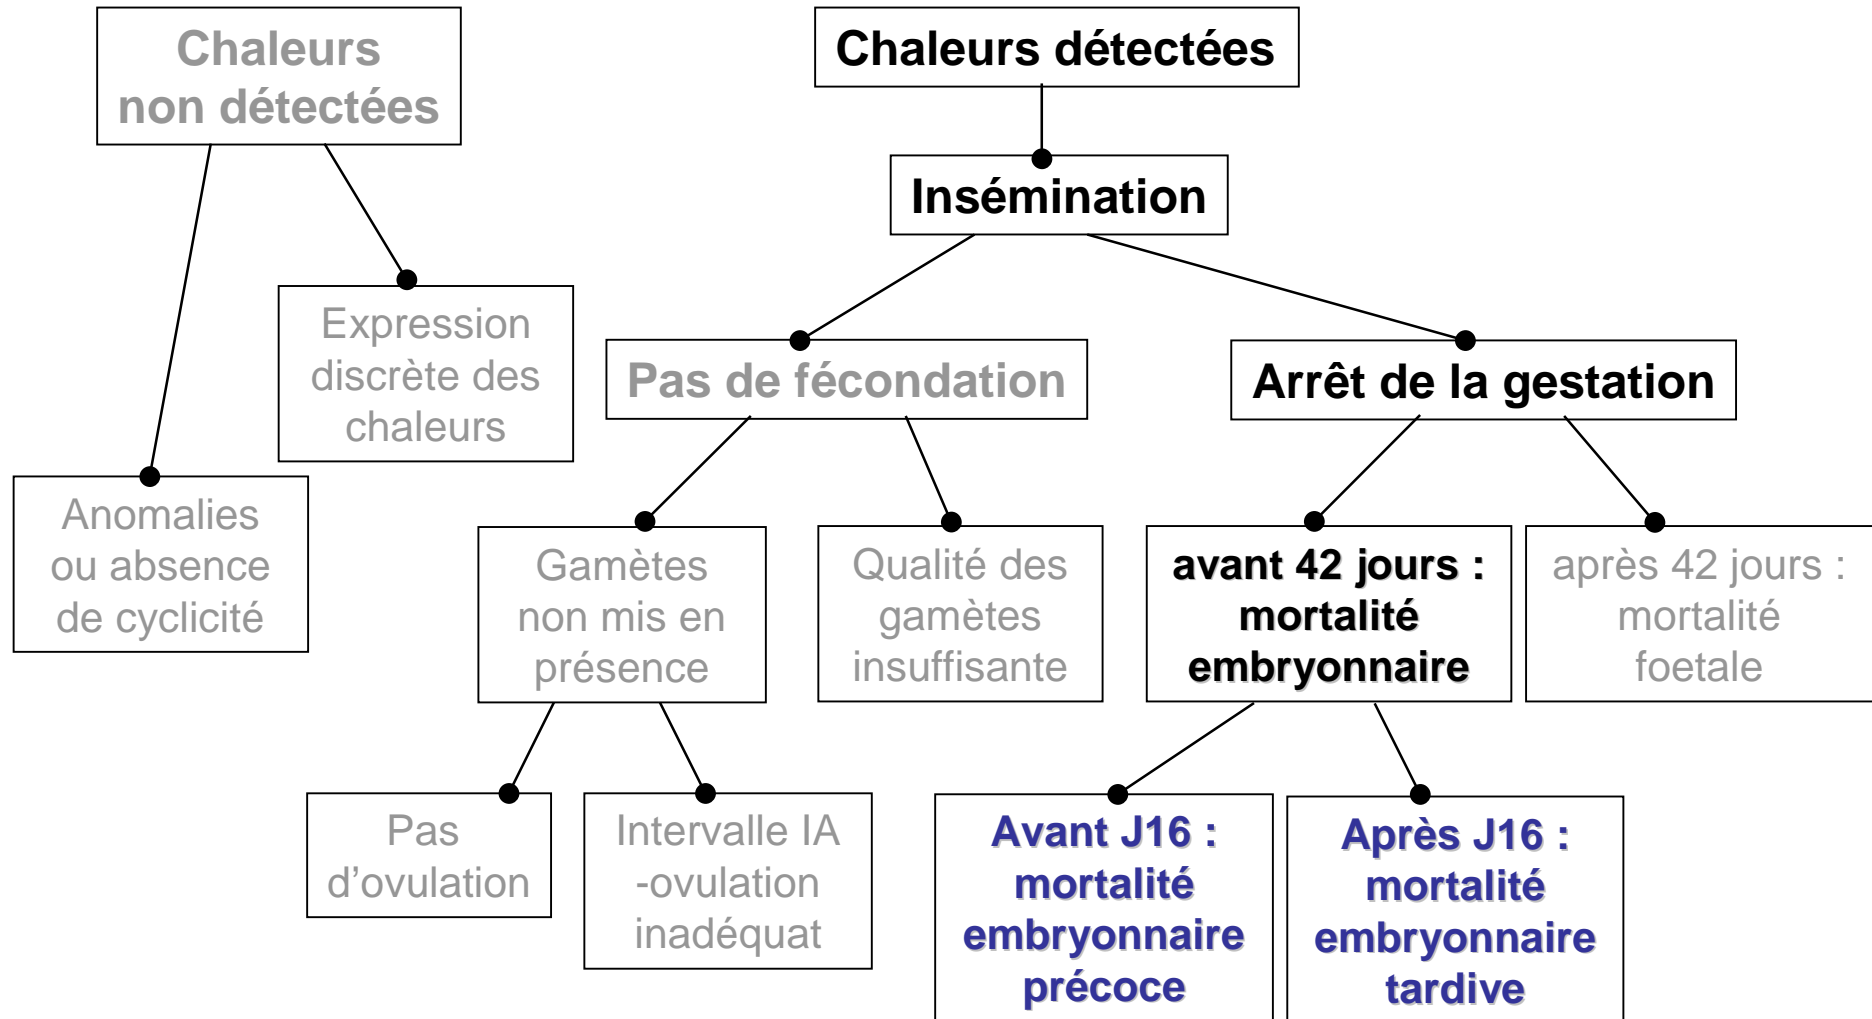 Chaleurs
non détectées
Chaleurs détectées
Insémination
Expression
discrète des
chaleurs
Pas de fécondation
Arrêt de la gestation
Anomalies
ou absence
de cyclicité
Gamètes
non mis en
présence
Qualité des
gamètes
insuffisante
avant 42 jours :
mortalité
embryonnaire
après 42 jours :
mortalité
foetale
Pas
d’ovulation
Intervalle IA
-ovulation
inadéquat
Avant J16 :
mortalité
embryonnaire
précoce
Après J16 :
mortalité
embryonnaire
tardive